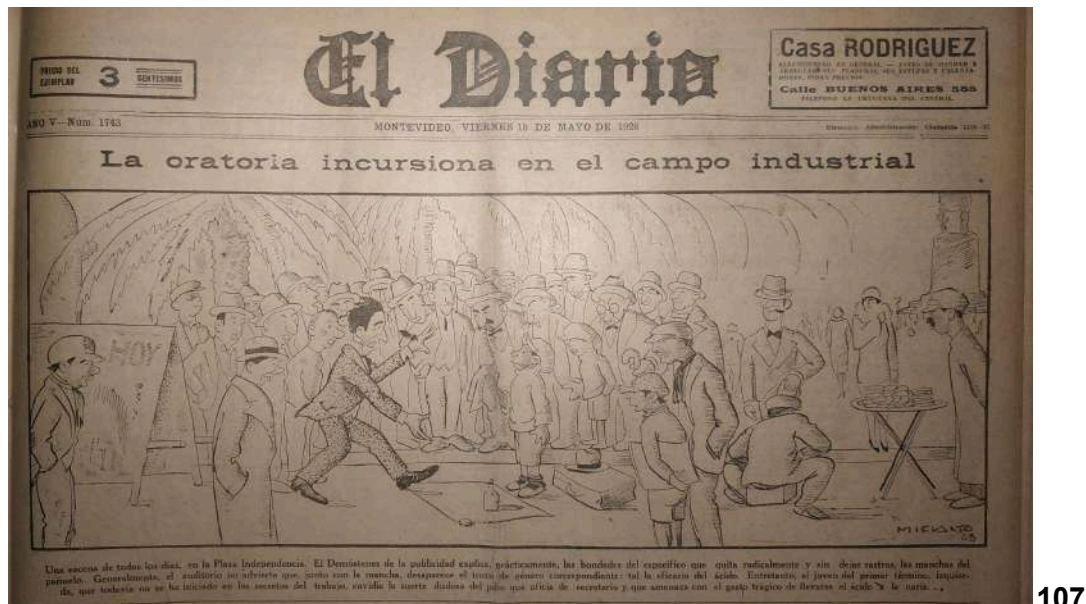 El Diario
PRECIO DEL
EJEMPLAR 3 CENTESIMOS
Casa RODRIGUEZ
Calle BUENOS AIRES 585
AÑO V—Núm. 1743
MONTEVIDEO, VIERNES 18 DE MAYO DE 1928
La oratoria incursiona en el campo industrial
HOY
Una escena de todos los días, en la Plaza Independencia. El Demóstenes de la publicidad explica, prácticamente, las bondades del específico que quita radicalmente y sin dejar rastros, las manchas del
pañuelo. Generalmente, el auditorio no advierte que, junto con la mancha, desaparece el trozo de género correspondiente: tal la eficacia del ácido. Entretanto, el joven del primer término, izquier-
da, que todavía no se ha iniciado en los secretos del trabajo, envidia la suerte dudosa del pibe que oficia de secretario y que amenaza con el gesto trágico de llevarse el ácido a la nariz...
107